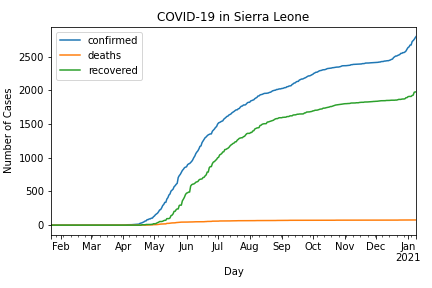 COVID-19 in Sierra Leone
confirmed
deaths
recovered
Number of Cases
2500
2000
1500
1000
500
0
Feb Mar Apr May Jun Jul Aug Sep Oct Nov Dec Jan
2021
Day